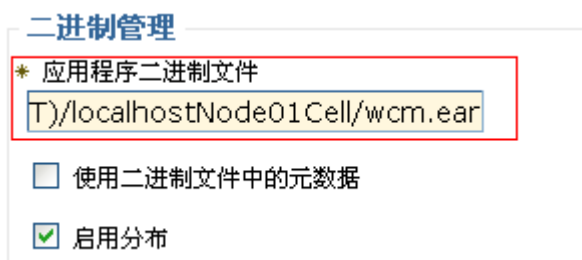 二进制管理
* 应用程序二进制文件
T)/localhostNode01Cell/wcm.ear
使用二进制文件中的元数据
启用分布